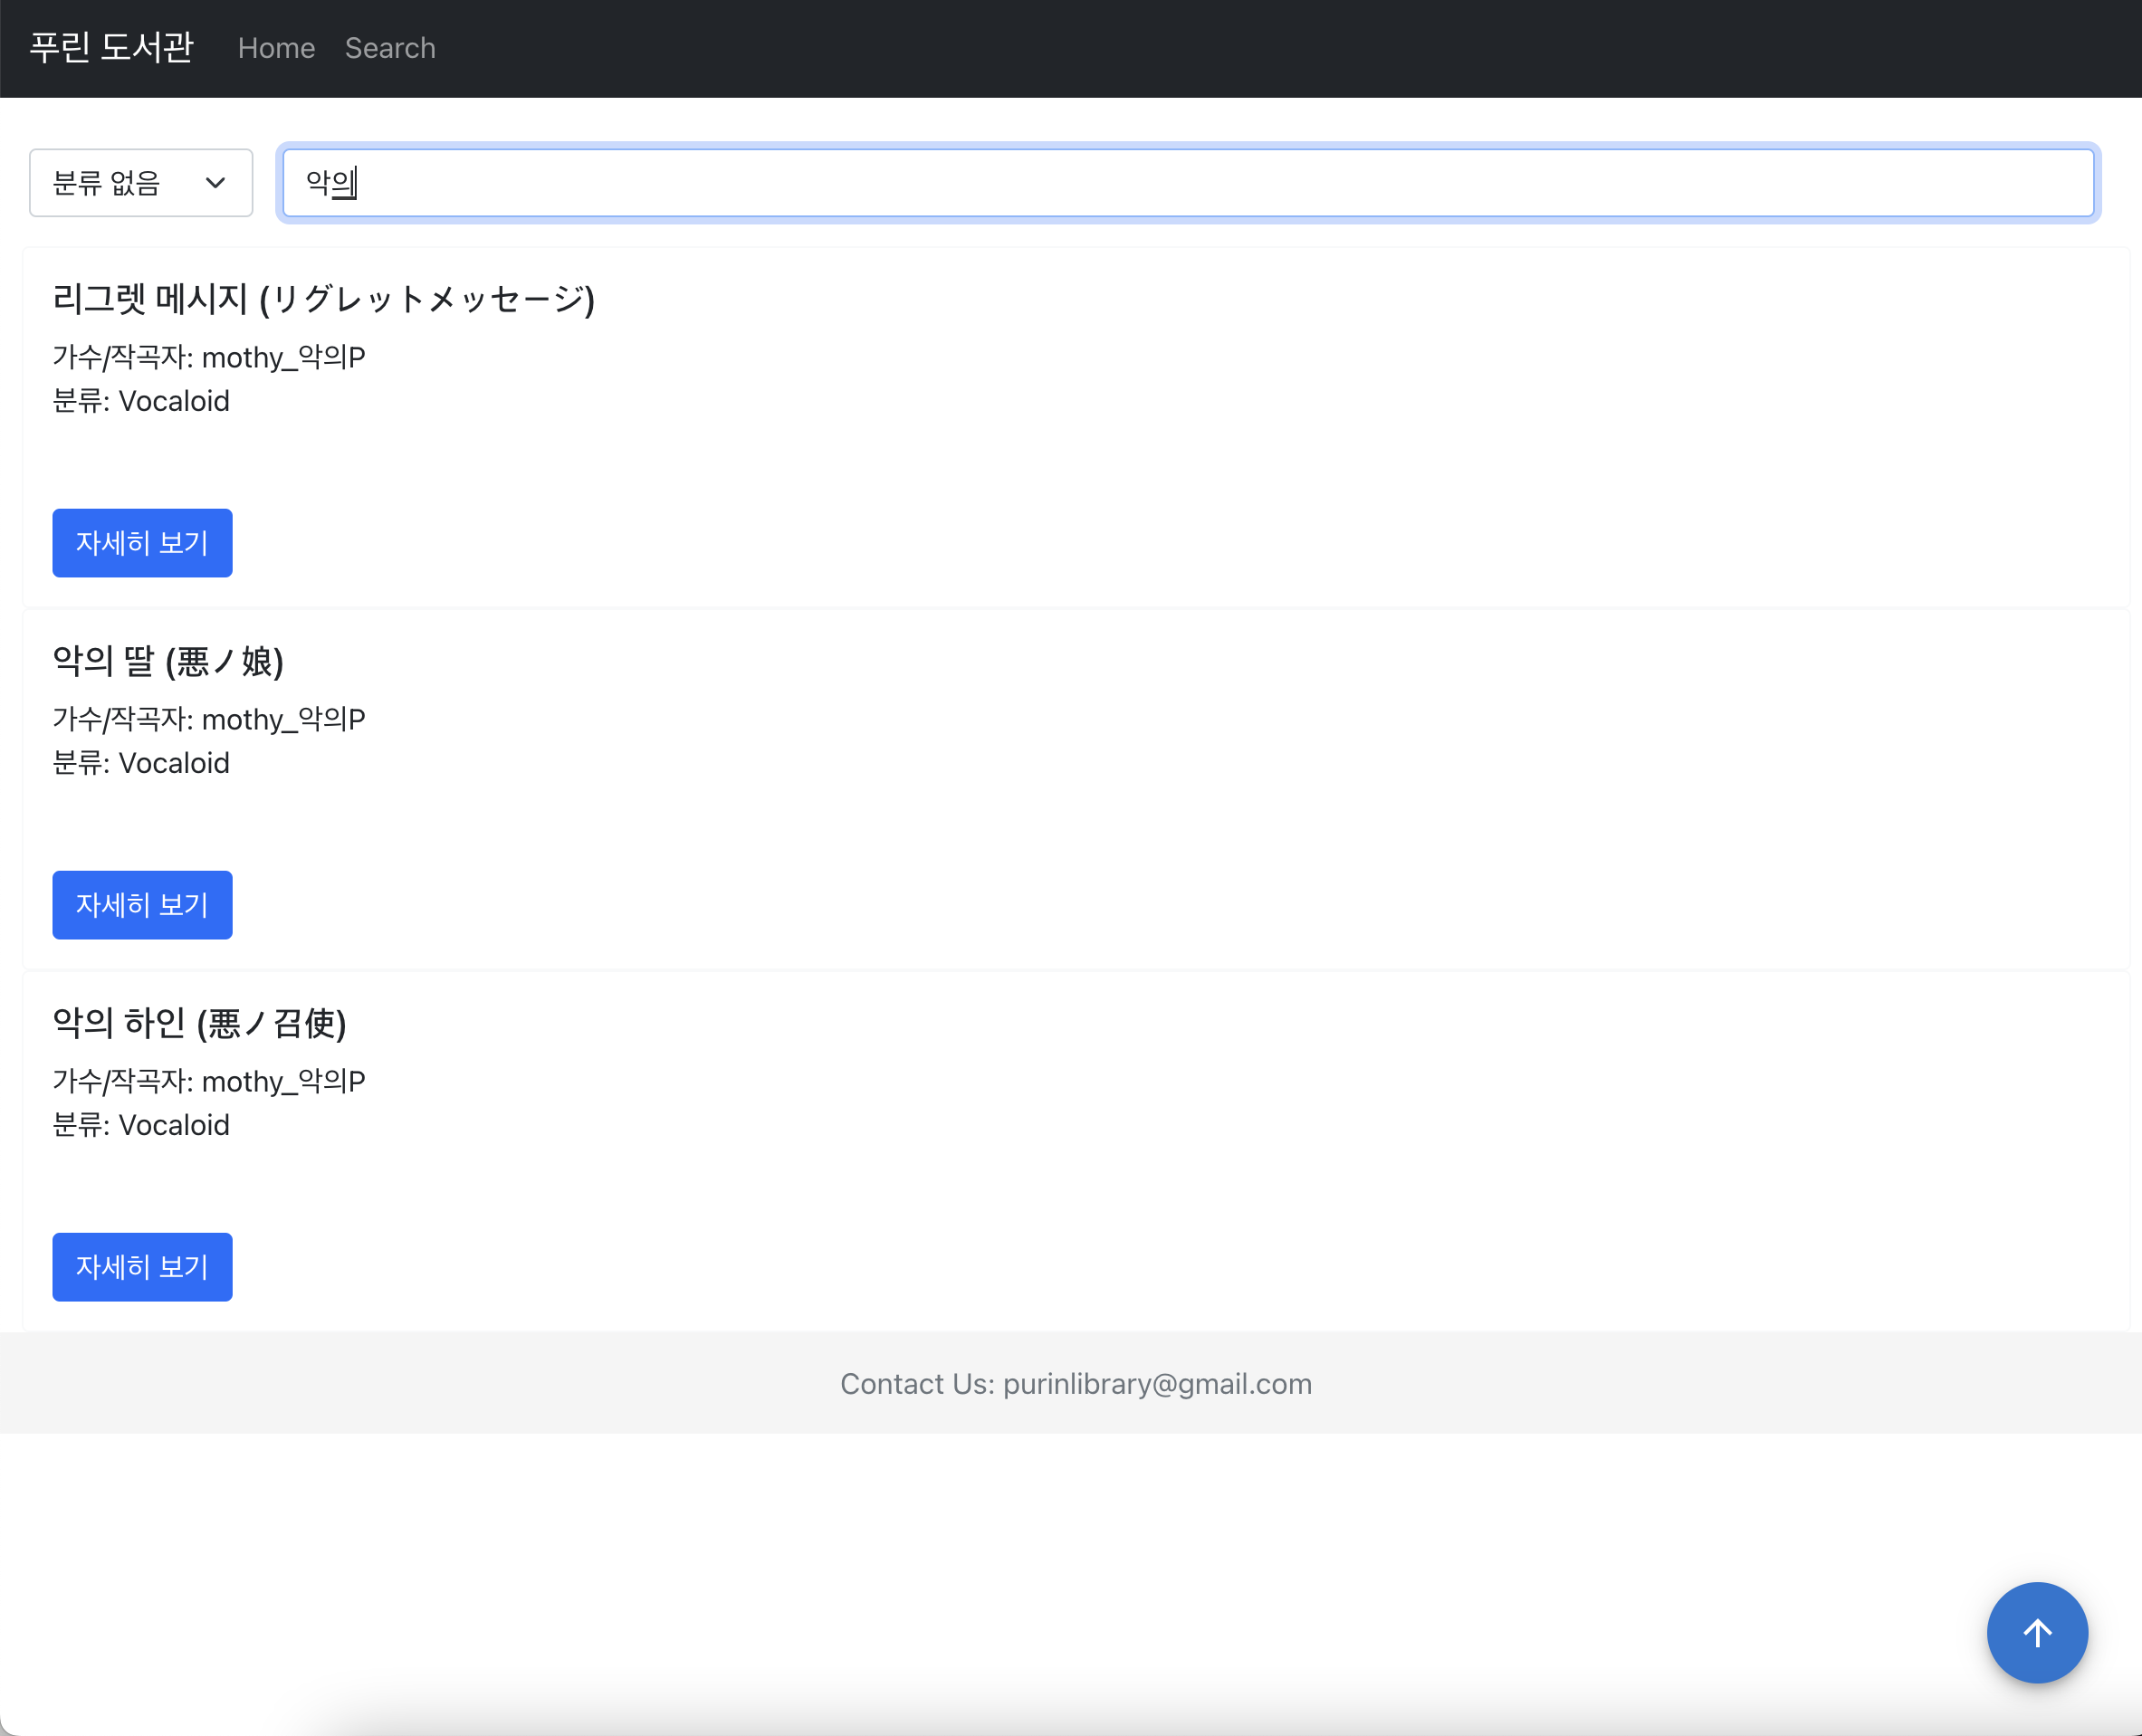 푸린 도서관 Home Search
분류 없음 악의
리그렛 메시지 (リグレットメッセージ)
가수/작곡자: mothy_악의P
분류: Vocaloid
자세히 보기
악의 딸 (悪ノ娘)
가수/작곡자: mothy_악의P
분류: Vocaloid
자세히 보기
악의 하인 (悪ノ召使)
가수/작곡자: mothy_악의P
분류: Vocaloid
자세히 보기
Contact Us: purinlibrary@gmail.com